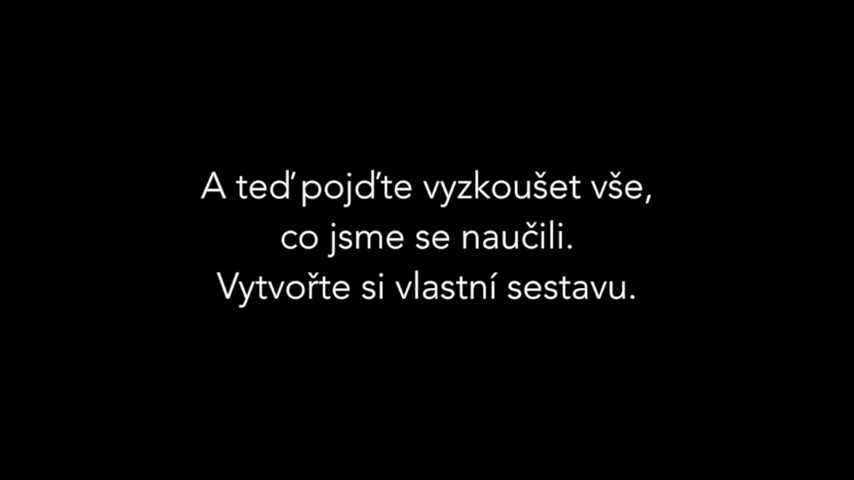 A teď pojďte vyzkoušet vše,
co jsme se naučili.
Vytvořte si vlastní sestavu.